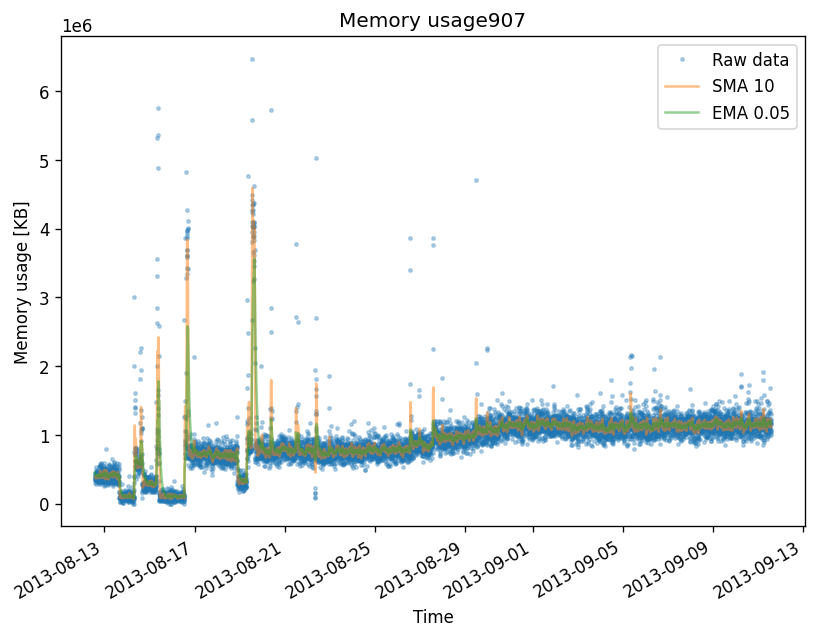 Memory usage907
1e6
Raw data
SMA 10
EMA 0.05
6
5
4
3
2
1
0
Memory usage [KB]
2013-08-13
2013-08-17
2013-08-21
2013-08-25
2013-08-29
2013-09-01
2013-09-05
2013-09-09
2013-09-13
Time